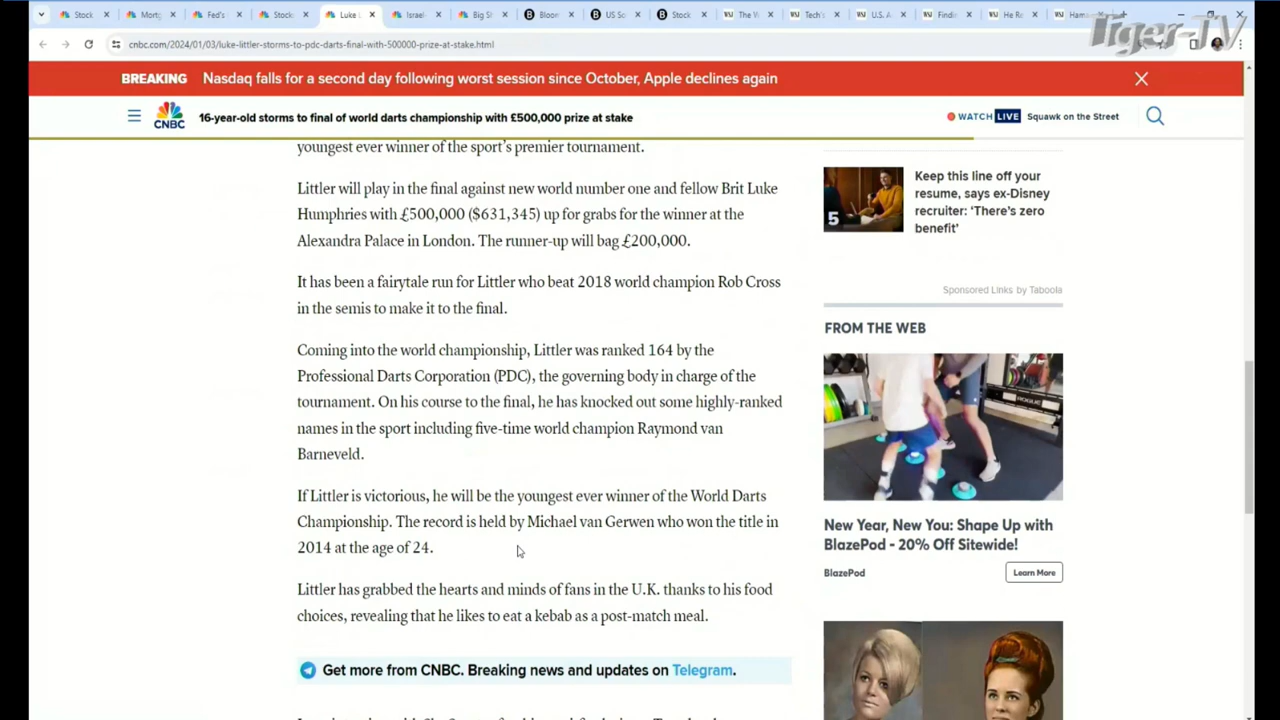 Stock
Mortg
Fed's
Stock
Luke L
Israel-
Big S
Bloom
US So
Stock
The V
Tech's
U.S. A
Findin
He Re
Tiger-TV
cnbc.com/2024/01/03/luke-littler-storms-to-pdc-darts-final-with-500000-prize-at-stake.html
BREAKING Nasdaq falls for a second day following worst session since October, Apple declines again
CNBC
16-year-old storms to final of world darts championship with £500,000 prize at stake
WATCH LIVE Squawk on the Street
youngest ever winner of the sport's premier tournament.
Littler will play in the final against new world number one and fellow Brit Luke
Humphries with £500,000 ($631,345) up for grabs for the winner at the
Alexandra Palace in London. The runner-up will bag £200,000.
It has been a fairytale run for Littler who beat 2018 world champion Rob Cross
in the semis to make it to the final.
Coming into the world championship, Littler was ranked 164 by the
Professional Darts Corporation (PDC), the governing body in charge of the
tournament. On his course to the final, he has knocked out some highly-ranked
names in the sport including five-time world champion Raymond van
Barneveld.
If Littler is victorious, he will be the youngest ever winner of the World Darts
Championship. The record is held by Michael van Gerwen who won the title in
2014 at the age of 24.
Littler has grabbed the hearts and minds of fans in the U.K. thanks to his food
choices, revealing that he likes to eat a kebab as a post-match meal.
Get more from CNBC. Breaking news and updates on Telegram.
5
Keep this line off your
resume, says ex-Disney
recruiter: 'There's zero
benefit'
Sponsored Links by Taboola
FROM THE WEB
New Year, New You: Shape Up with
BlazePod - 20% Off Sitewide!
BlazePod
Learn More